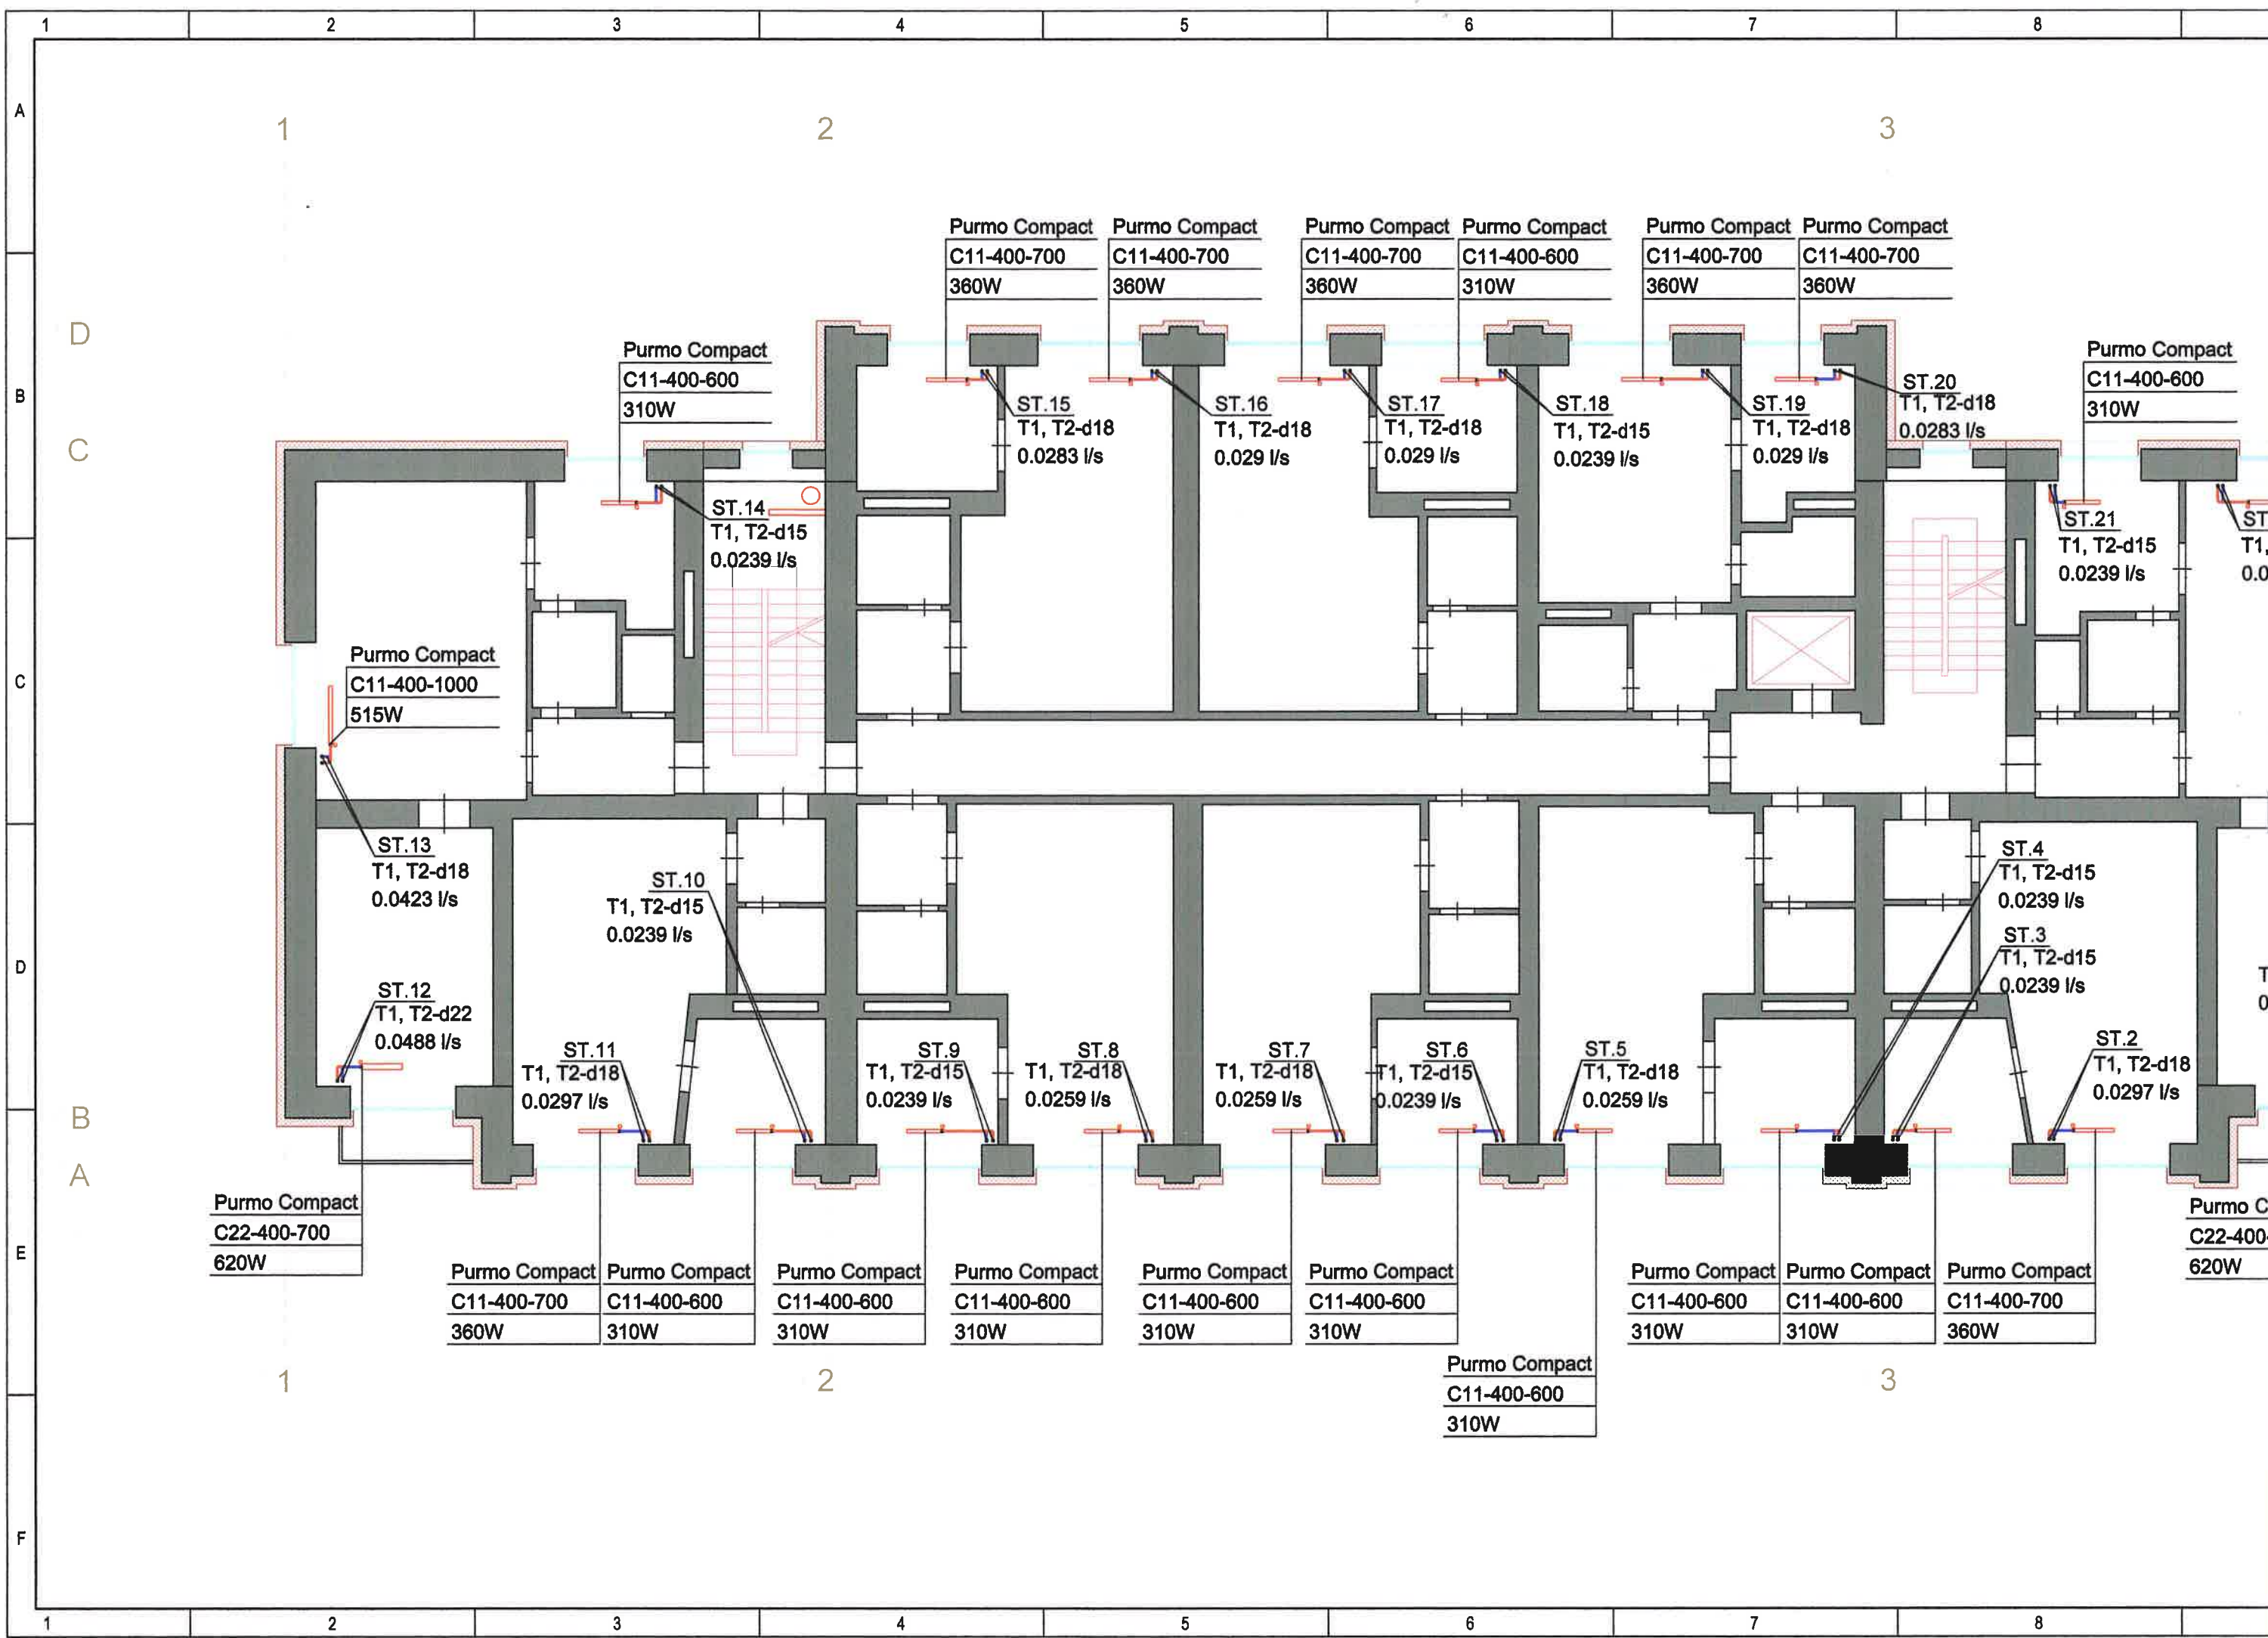 1 2 3 4 5 6 7 8
A
1 2 3
Purmo Compact
C11-400-700
360W
Purmo Compact
C11-400-700
360W
Purmo Compact
C11-400-700
360W
Purmo Compact
C11-400-600
310W
Purmo Compact
C11-400-700
360W
Purmo Compact
C11-400-700
360W
D
Purmo Compact
C11-400-600
310W
Purmo Compact
C11-400-600
310W
B
ST.15
T1, T2-d18
0.0283 l/s
ST.16
T1, T2-d18
0.029 l/s
ST.17
T1, T2-d18
0.029 l/s
ST.18
T1, T2-d15
0.0239 l/s
ST.19
T1, T2-d18
0.029 l/s
ST.20
T1, T2-d18
0.0283 l/s
C
ST.14
T1, T2-d15
0.0239 l/s
ST.21
T1, T2-d15
0.0239 l/s
ST
T1,
0.0
C
Purmo Compact
C11-400-1000
515W
ST.13
T1, T2-d18
0.0423 l/s
ST.10
T1, T2-d15
0.0239 l/s
ST.4
T1, T2-d15
0.0239 l/s
D
ST.3
T1, T2-d15
0.0239 l/s
T
0
ST.12
T1, T2-d22
0.0488 l/s
ST.11
T1, T2-d18
0.0297 l/s
ST.9
T1, T2-d15
0.0239 l/s
ST.8
T1, T2-d18
0.0259 l/s
ST.7
T1, T2-d18
0.0259 l/s
ST.6
T1, T2-d15
0.0239 l/s
ST.5
T1, T2-d18
0.0259 l/s
ST.2
T1, T2-d18
0.0297 l/s
B
A
E
Purmo Compact
C22-400-700
620W
Purmo C
C22-400-
620W
Purmo Compact
C11-400-700
360W
Purmo Compact
C11-400-600
310W
Purmo Compact
C11-400-600
310W
Purmo Compact
C11-400-600
310W
Purmo Compact
C11-400-600
310W
Purmo Compact
C11-400-600
310W
Purmo Compact
C11-400-600
310W
Purmo Compact
C11-400-600
310W
Purmo Compact
C11-400-700
360W
Purmo Compact
C11-400-600
310W
1 2 3
F
1 2 3 4 5 6 7 8